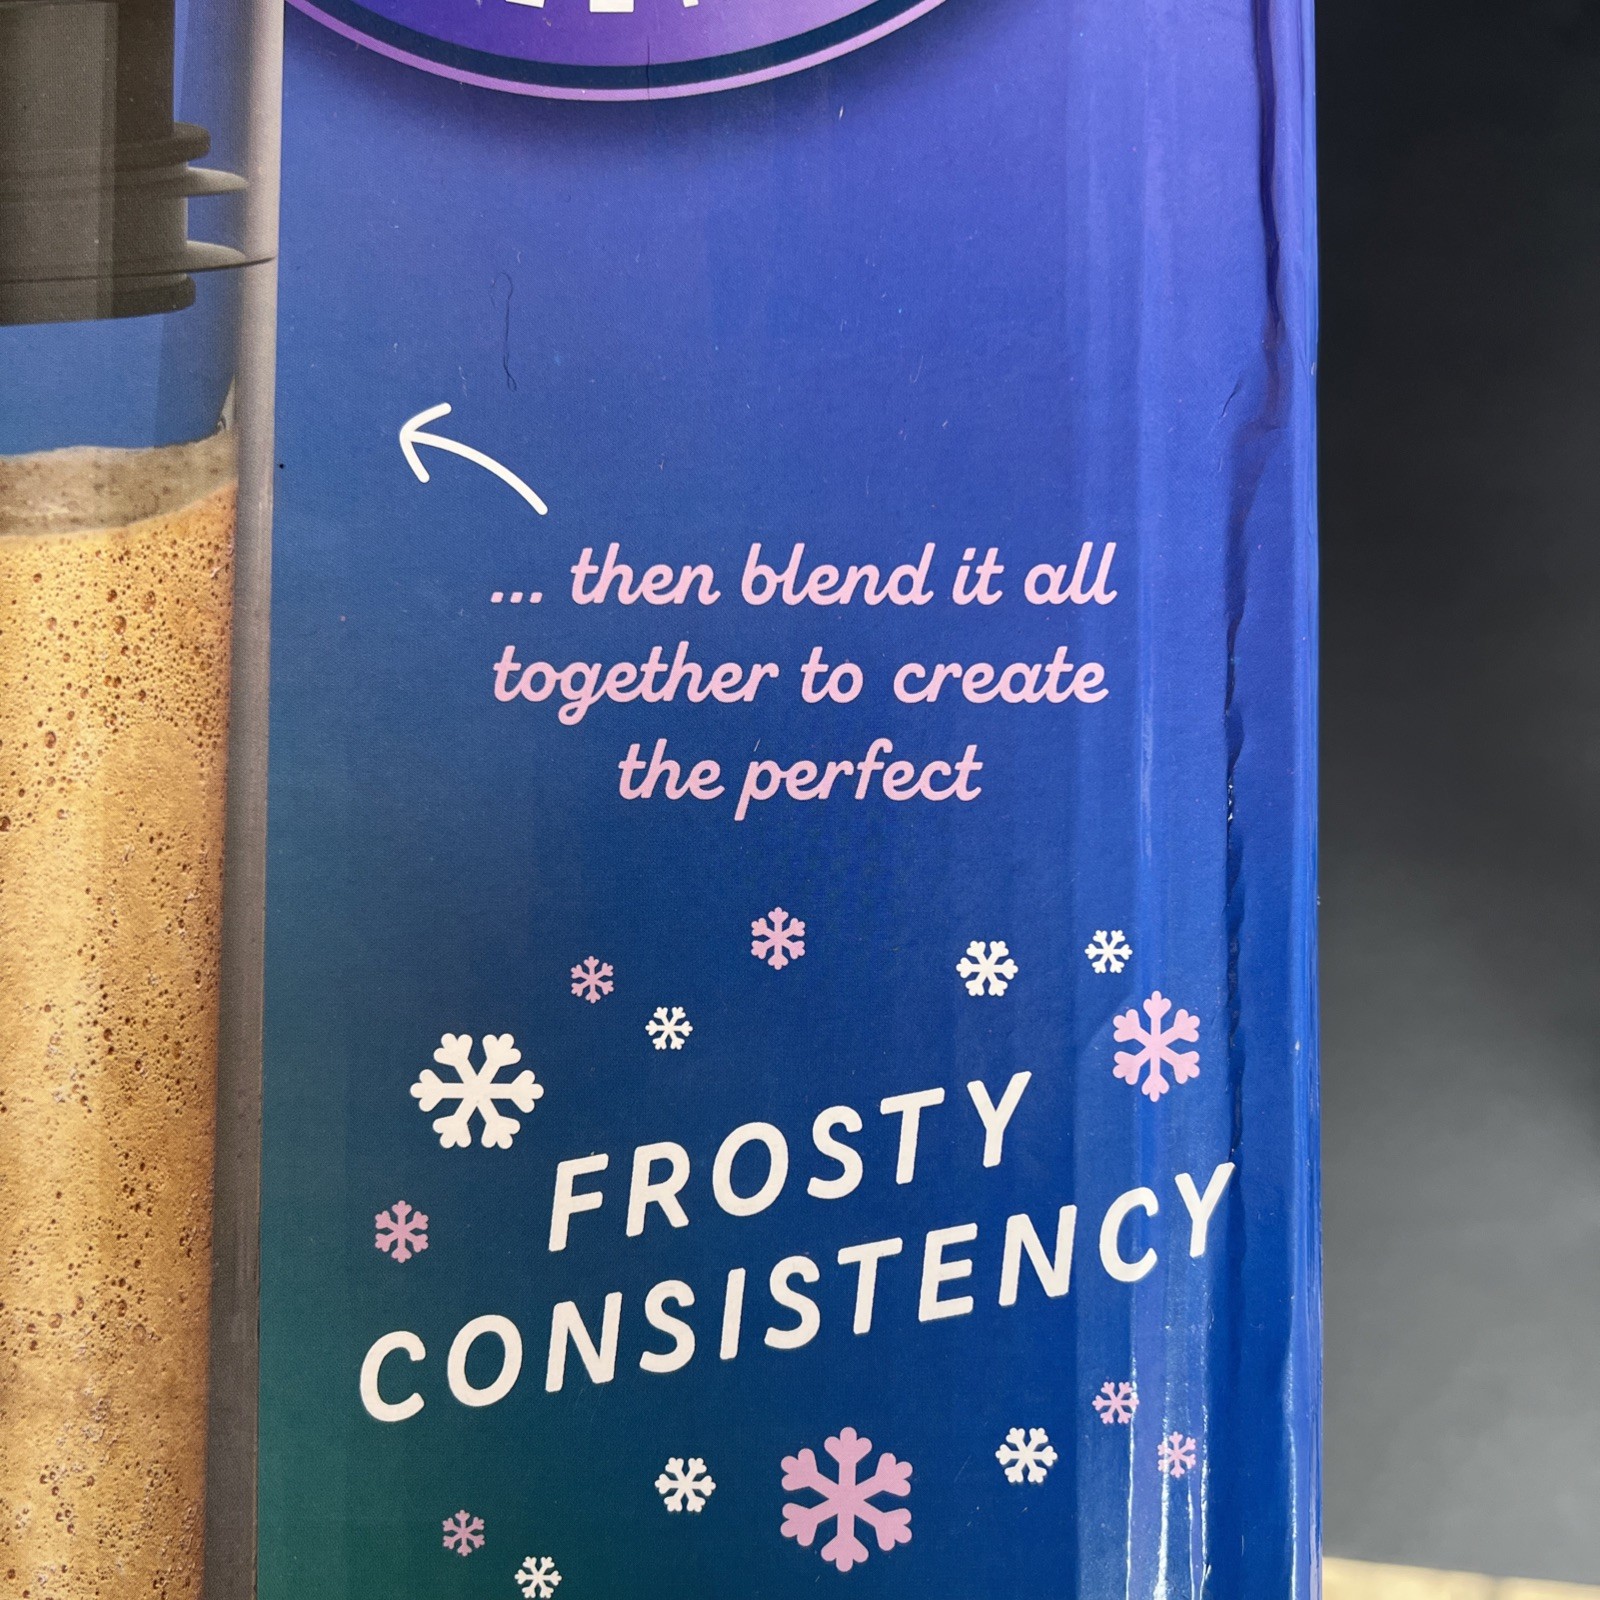 ... then blend it all
together to create
the perfect
FROSTY
CONSISTENCY